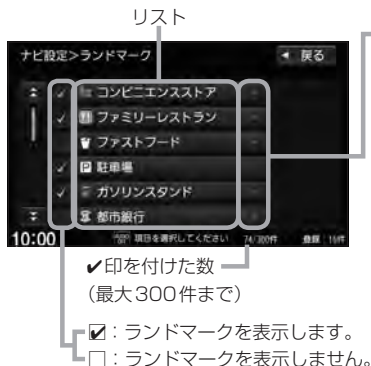 リスト
ナビ設定>ランドマーク
◀ 戻る
✓ コンビニエンスストア
✓ ファミリーレストラン
ファストフード
✓ P 駐車場
✓ ガソリンスタンド
✓ 都市銀行
10:00 項目を選択してください 74/300件
✔印を付けた数
(最大300件まで)
☑:ランドマークを表示します。
□:ランドマークを表示しません。